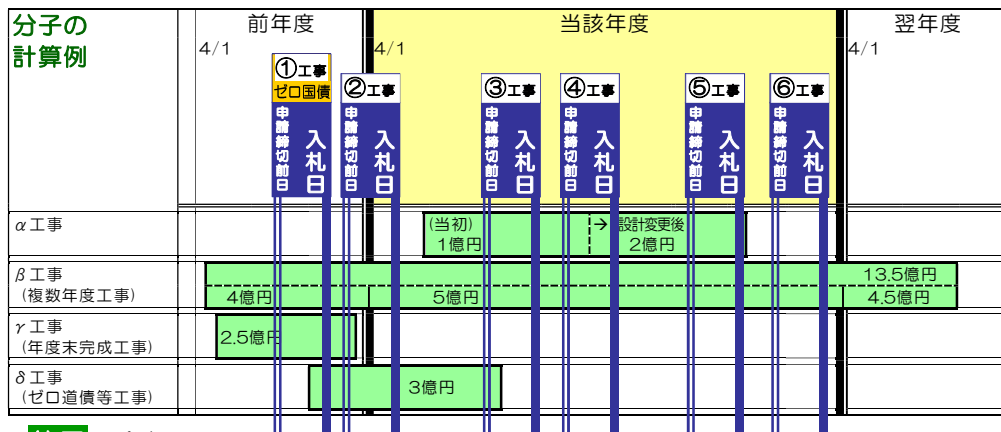 分子の
計算例
前年度
当該年度
翌年度
4/1
4/1
4/1
①工事
ゼロ国債
申請締切前日
入札日
②工事
申請締切前日
入札日
③工事
申請締切前日
入札日
④工事
申請締切前日
入札日
⑤工事
申請締切前日
入札日
⑥工事
申請締切前日
入札日
α工事
(当初)
1億円
→ 設計変更後
2億円
β工事
(複数年度工事)
13.5億円
4億円
5億円
4.5億円
γ工事
(年度末完成工事)
2.5億円
δ工事
(ゼロ道債等工事)
3億円